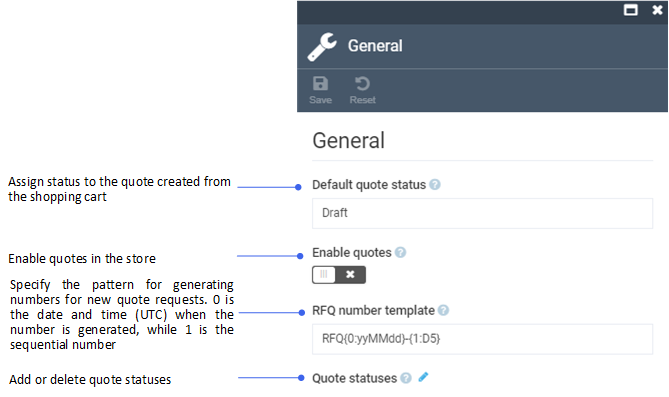 General
Save
Reset
General
Assign status to the quote created from
the shopping cart
Default quote status
Draft
Enable quotes in the store
Enable quotes
Specify the pattern for generating
numbers for new quote requests. 0 is
the date and time (UTC) when the
number is generated, while 1 is the
sequential number
RFQ number template
RFQ{0:yyMMdd}-{1:D5}
Add or delete quote statuses
Quote statuses